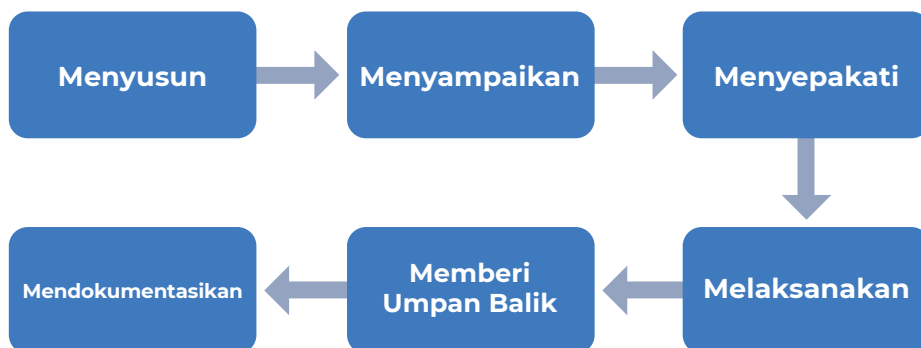 Menyusun
Menyampaikan
Menyepakati
Melaksanakan
Memberi
Umpan Balik
Mendokumentasikan